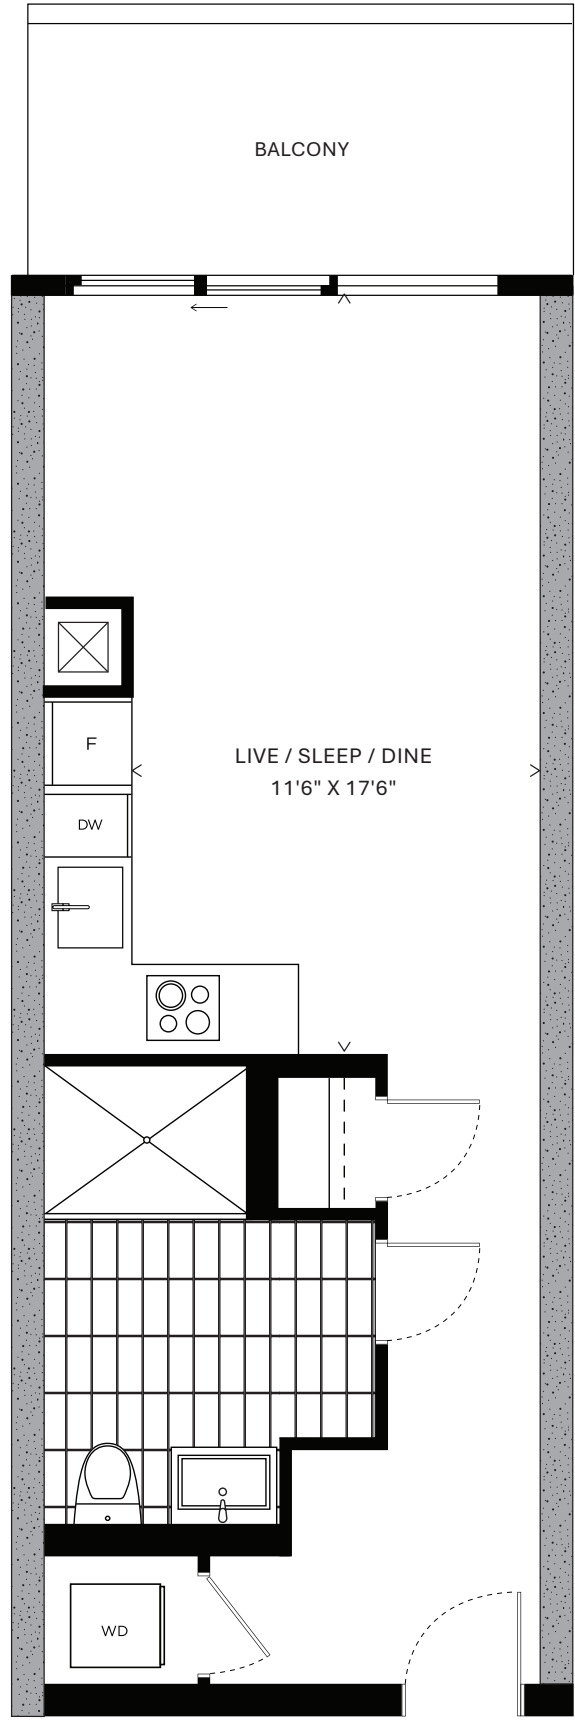 BALCONY
F
LIVE / SLEEP / DINE
11'6" X 17'6"
DW
WD